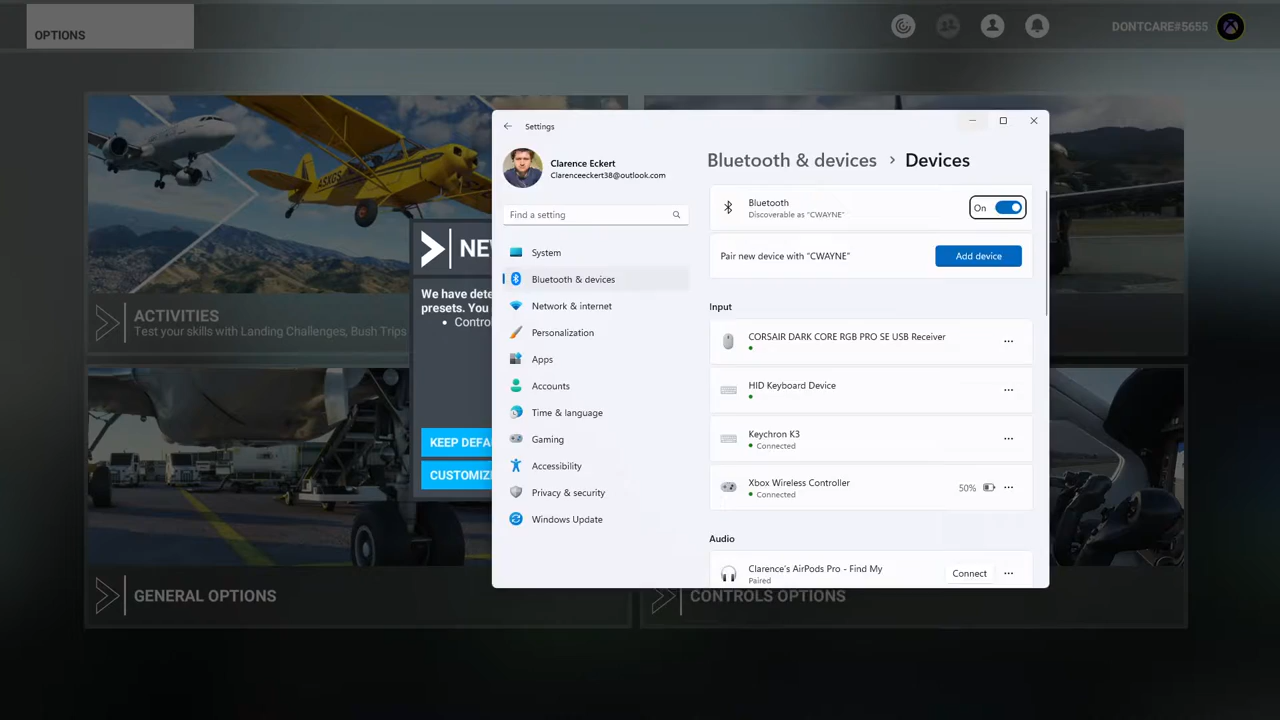 OPTIONS
DONTCARE#5655
ACTIVITIES
Test your skills with Landing Challenges, Bush Trips
NE
We have dete
presets. You
• Contro
KEEP DEFA
CUSTOMIZ
GENERAL OPTIONS
CONTROLS OPTIONS
Settings
Clarence Eckert
Clarenceeckert38@outlook.com
Find a setting
System
Bluetooth & devices
Network & internet
Personalization
Apps
Accounts
Time & language
Gaming
Accessibility
Privacy & security
Windows Update
Bluetooth & devices > Devices
Bluetooth
Discoverable as "CWAYNE"
On
Pair new device with "CWAYNE"
Add device
Input
CORSAIR DARK CORE RGB PRO SE USB Receiver
HID Keyboard Device
Keychron K3
Connected
Xbox Wireless Controller
Connected
50%
Audio
Clarence's AirPods Pro - Find My
Paired
Connect